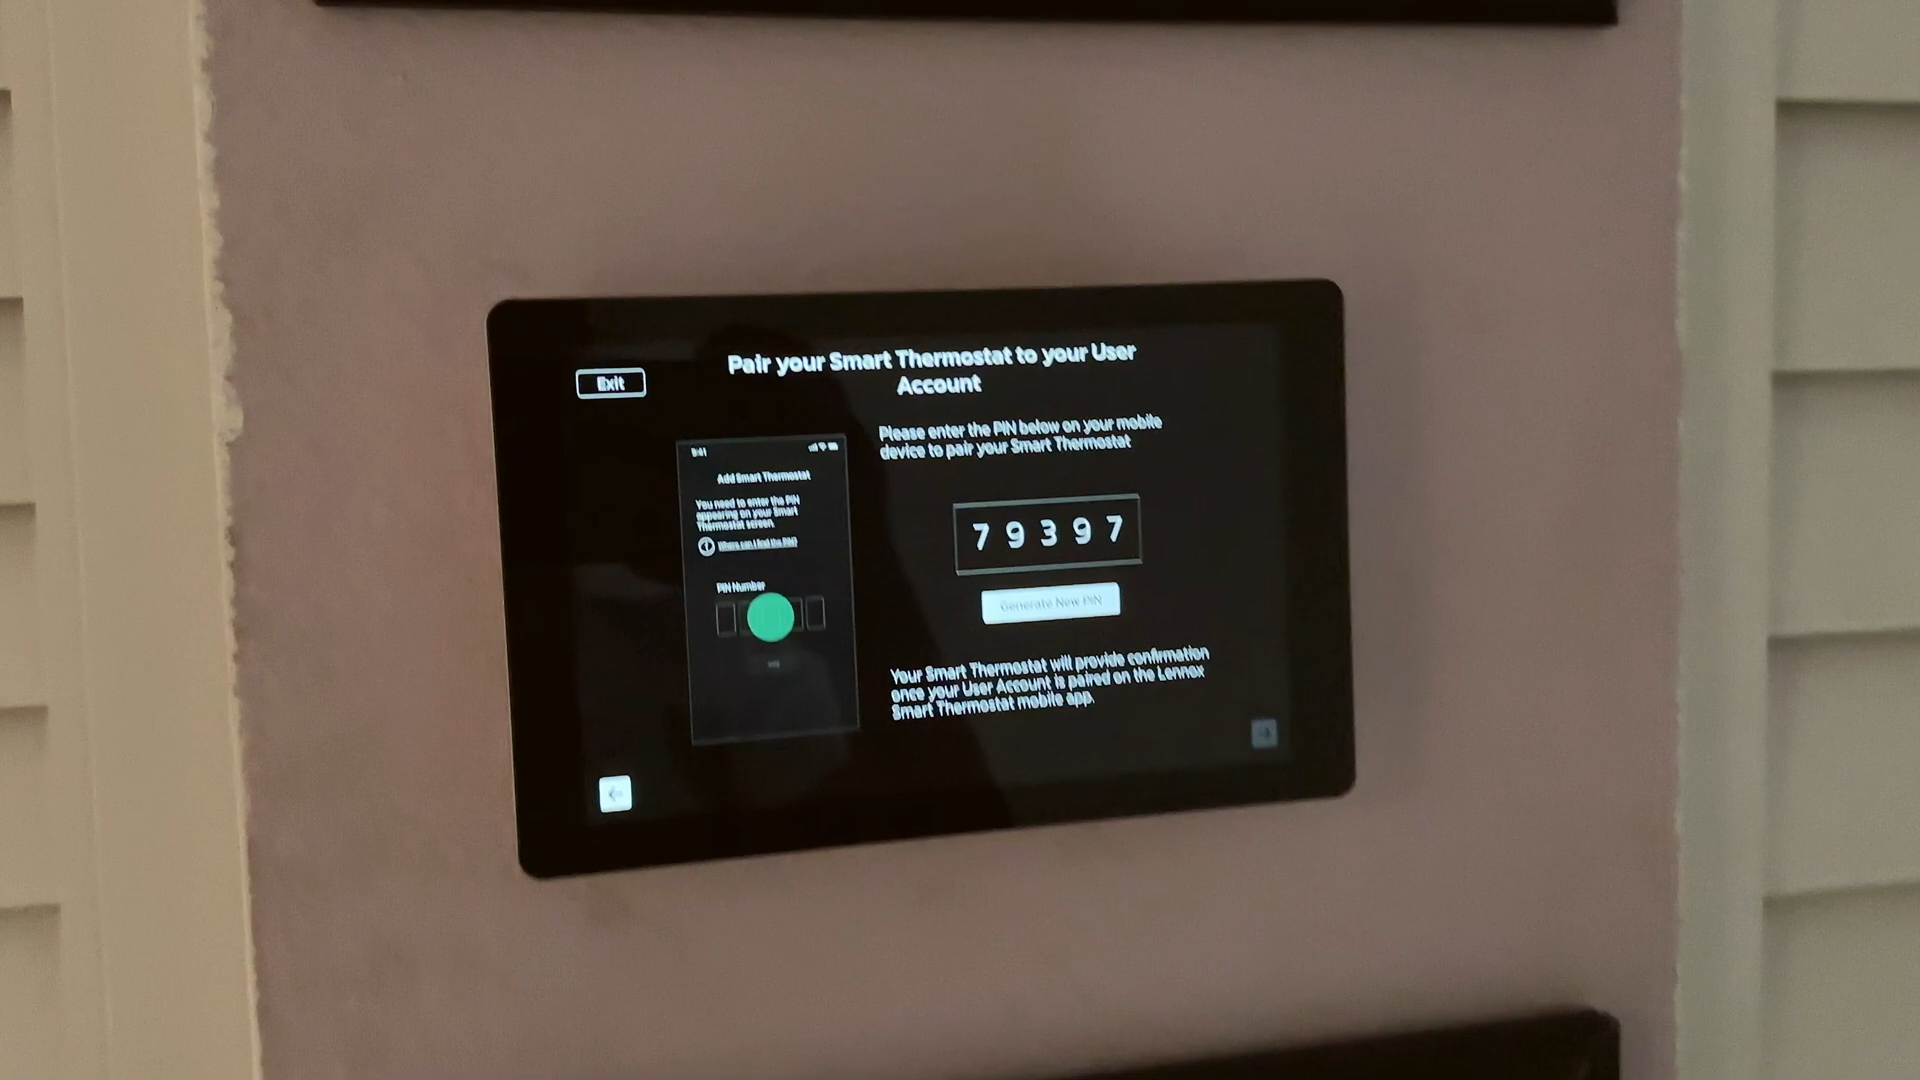 Pair your Smart Thermostat to your User
Account
Exit
Please enter the PIN below on your mobile
device to pair your Smart Thermostat
9:41
Add Smart Thermostat
You need to enter the PIN
appearing on your Smart
Thermostat screen.
Where can I find the PIN?
PIN Number
7 9 3 9 7
Generate New PIN
Your Smart Thermostat will provide confirmation
once your User Account is paired on the Lennox
Smart Thermostat mobile app.